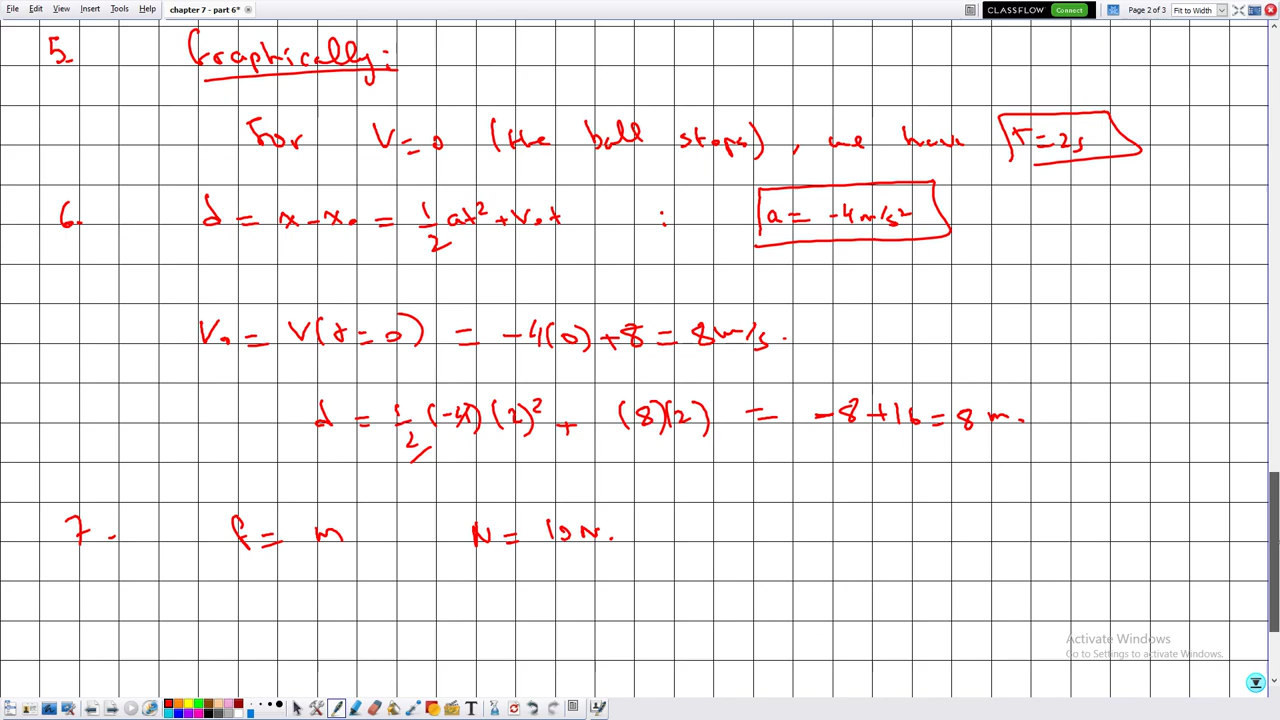 File Edit View Insert Tools Help chapter 7 - part 6* CLASSFLOW Connect Page 2 of 3 Fit to Width
5. Graphically:
For V = 0 (the ball stops), we have t = 2s
6. d = x - x₀ = 1/2 at² + V₀t : a = -4 m/s²
V₀ = V(t = 0) = -4(0) + 8 = 8 m/s.
d = 1/2 (-4)(2)² + (8)(2) = -8 + 16 = 8 m.
7. f = m N = 10 N.
Activate Windows
Go to Settings to activate Windows.